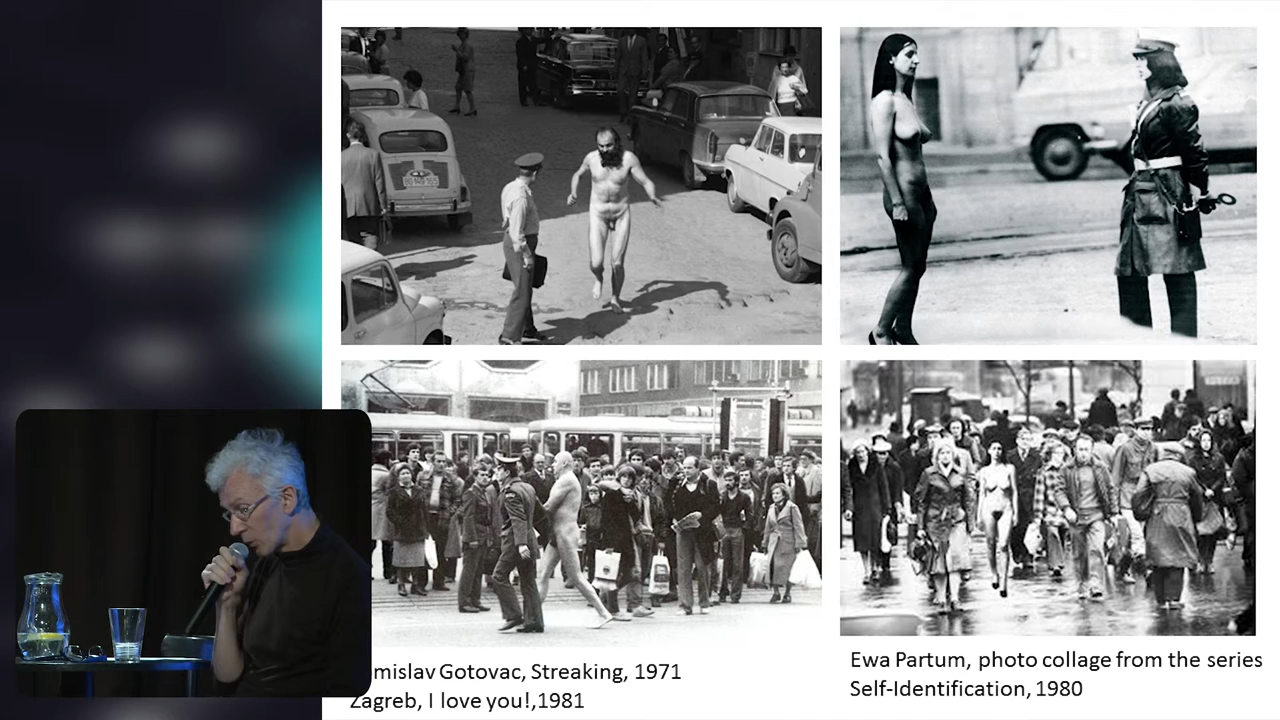 mislav Gotovac, Streaking, 1971
Zagreb, I love you!,1981
Ewa Partum, photo collage from the series
Self-Identification, 1980